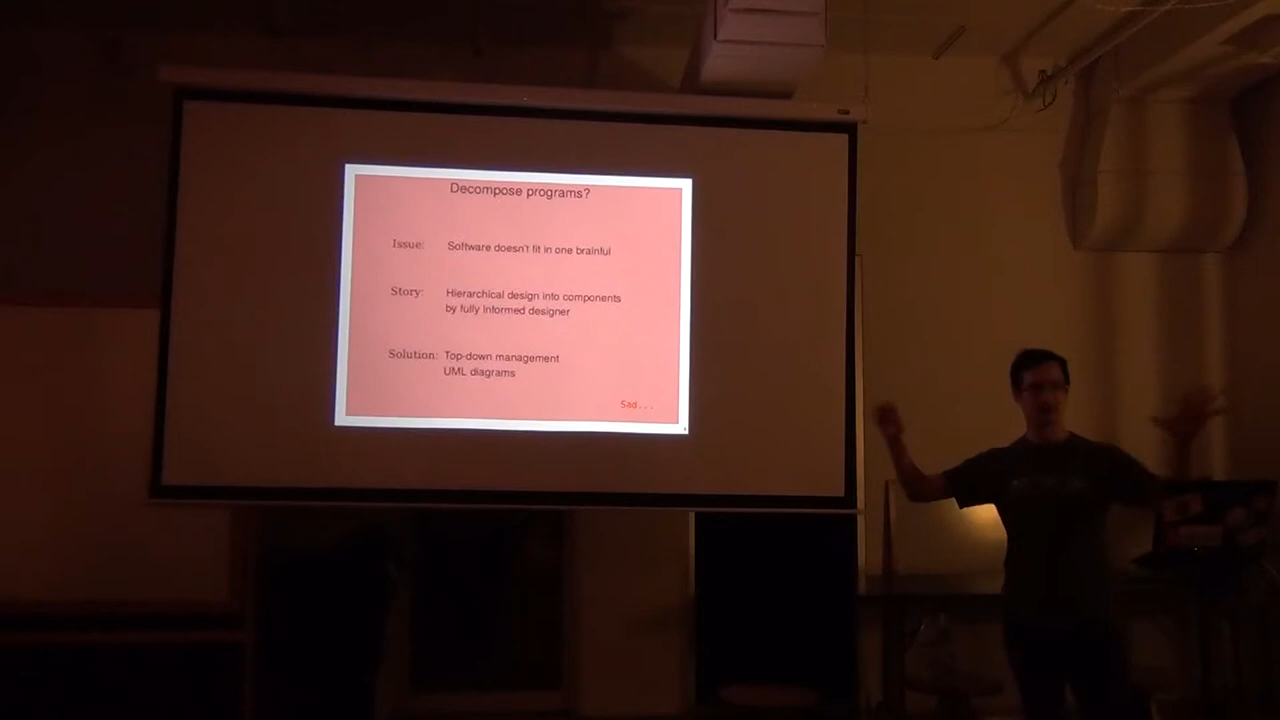 Decompose programs?
Issue: Software doesn't fit in one brainful
Story: Hierarchical design into components
by fully informed designer
Solution: Top-down management
UML diagrams
Sad...